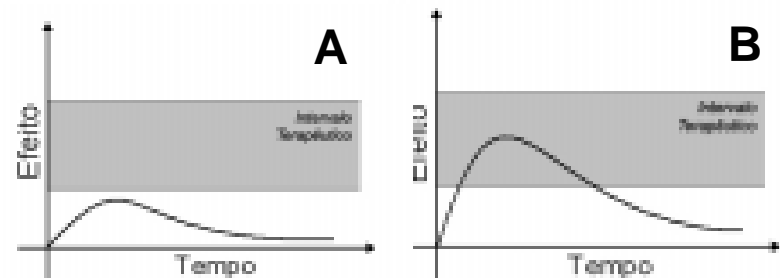 A
Efeito
Intervalo
Terapêutico
Tempo
B
Efeito
Intervalo
Terapêutico
Tempo